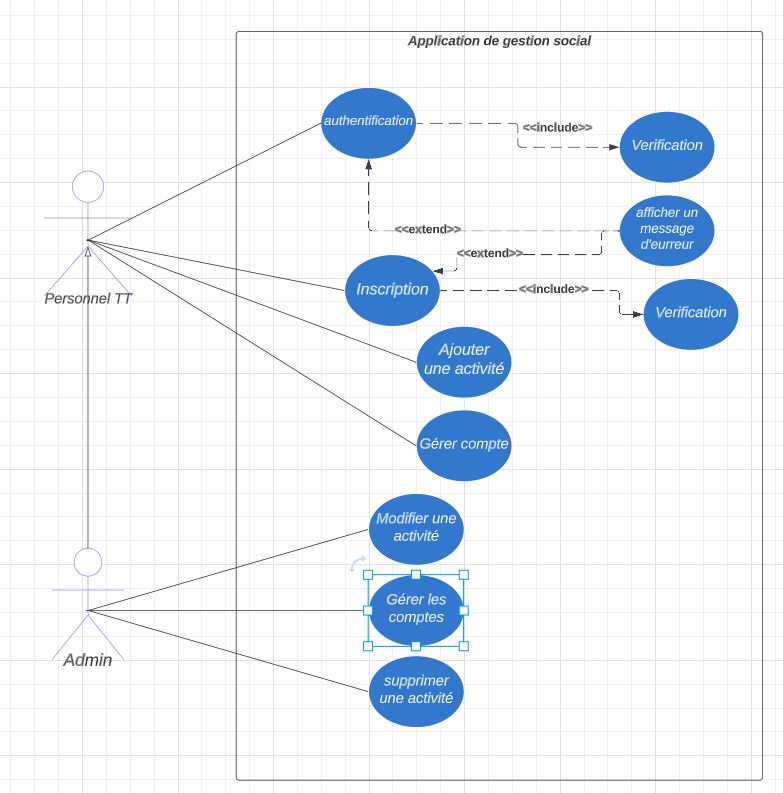 Application de gestion social
authentification
<<include>>
Verification
afficher un
message
d'eurreur
<<extend>>
<<extend>>
Inscription
<<include>>
Verification
Personnel TT
Ajouter
une activité
Gérer compte
Modifier une
activité
Gérer les
comptes
Admin
supprimer
une activité